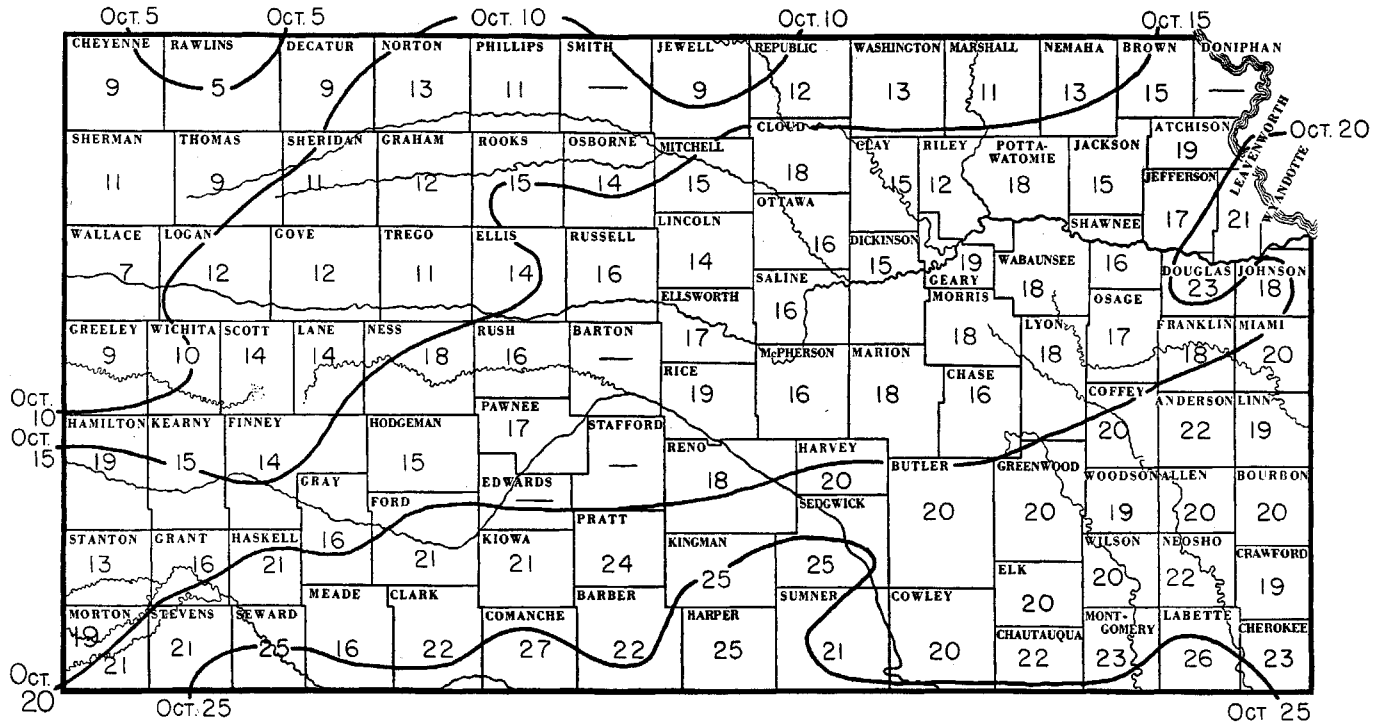 OCT. 5 OCT. 5 OCT. 10 OCT. 10 OCT. 15
CHEYENNE RAWLINS DECATUR NORTON PHILLIPS SMITH JEWELL REPUBLIC WASHINGTON MARSHALL NEMAHA BROWN DONIPHAN
9 5 9 13 11 — 9 12 13 11 13 15 —
SHERMAN THOMAS SHERIDAN GRAHAM ROOKS OSBORNE MITCHELL CLOUD CLAY RILEY POTTA-
WATOMIE JACKSON ATCHISON LEAVENWORTH OCT. 20
11 9 11 12 15 14 15 18 15 12 18 15 19
JEFFERSON WYANDOTTE
17 21
WALLACE LOGAN GOVE TREGO ELLIS RUSSELL LINCOLN OTTAWA DICKINSON GEARY WABAUNSEE SHAWNEE DOUGLAS JOHNSON
7 12 12 11 14 16 14 16 15 19 18 16 23 18
GREELEY WICHITA SCOTT LANE NESS RUSH BARTON ELLSWORTH SALINE MORRIS LYON OSAGE FRANKLIN MIAMI
9 10 14 14 18 16 — 17 16 18 18 17 18 20
OCT.
10
RICE McPHERSON MARION CHASE COFFEY ANDERSON LINN
19 16 18 16 20 22 19
OCT.
15
HAMILTON KEARNY FINNEY HODGEMAN PAWNEE STAFFORD RENO HARVEY BUTLER GREENWOOD WOODSON ALLEN BOURBON
19 15 14 15 17 — 18 20 20 20 19 20 20
GRAY FORD EDWARDS PRATT SEDGWICK
16 21 — 24 25
STANTON GRANT HASKELL KIOWA KINGMAN ELK WILSON NEOSHO CRAWFORD
13 16 21 21 25 20 20 22 19
MORTON STEVENS SEWARD MEADE CLARK COMANCHE BARBER HARPER SUMNER COWLEY CHAUTAUQUA MONT-
GOMERY LABETTE CHEROKEE
19 21 21 25 16 22 27 22 25 21 20 22 23 26 23
OCT.
20
OCT. 25 OCT 25